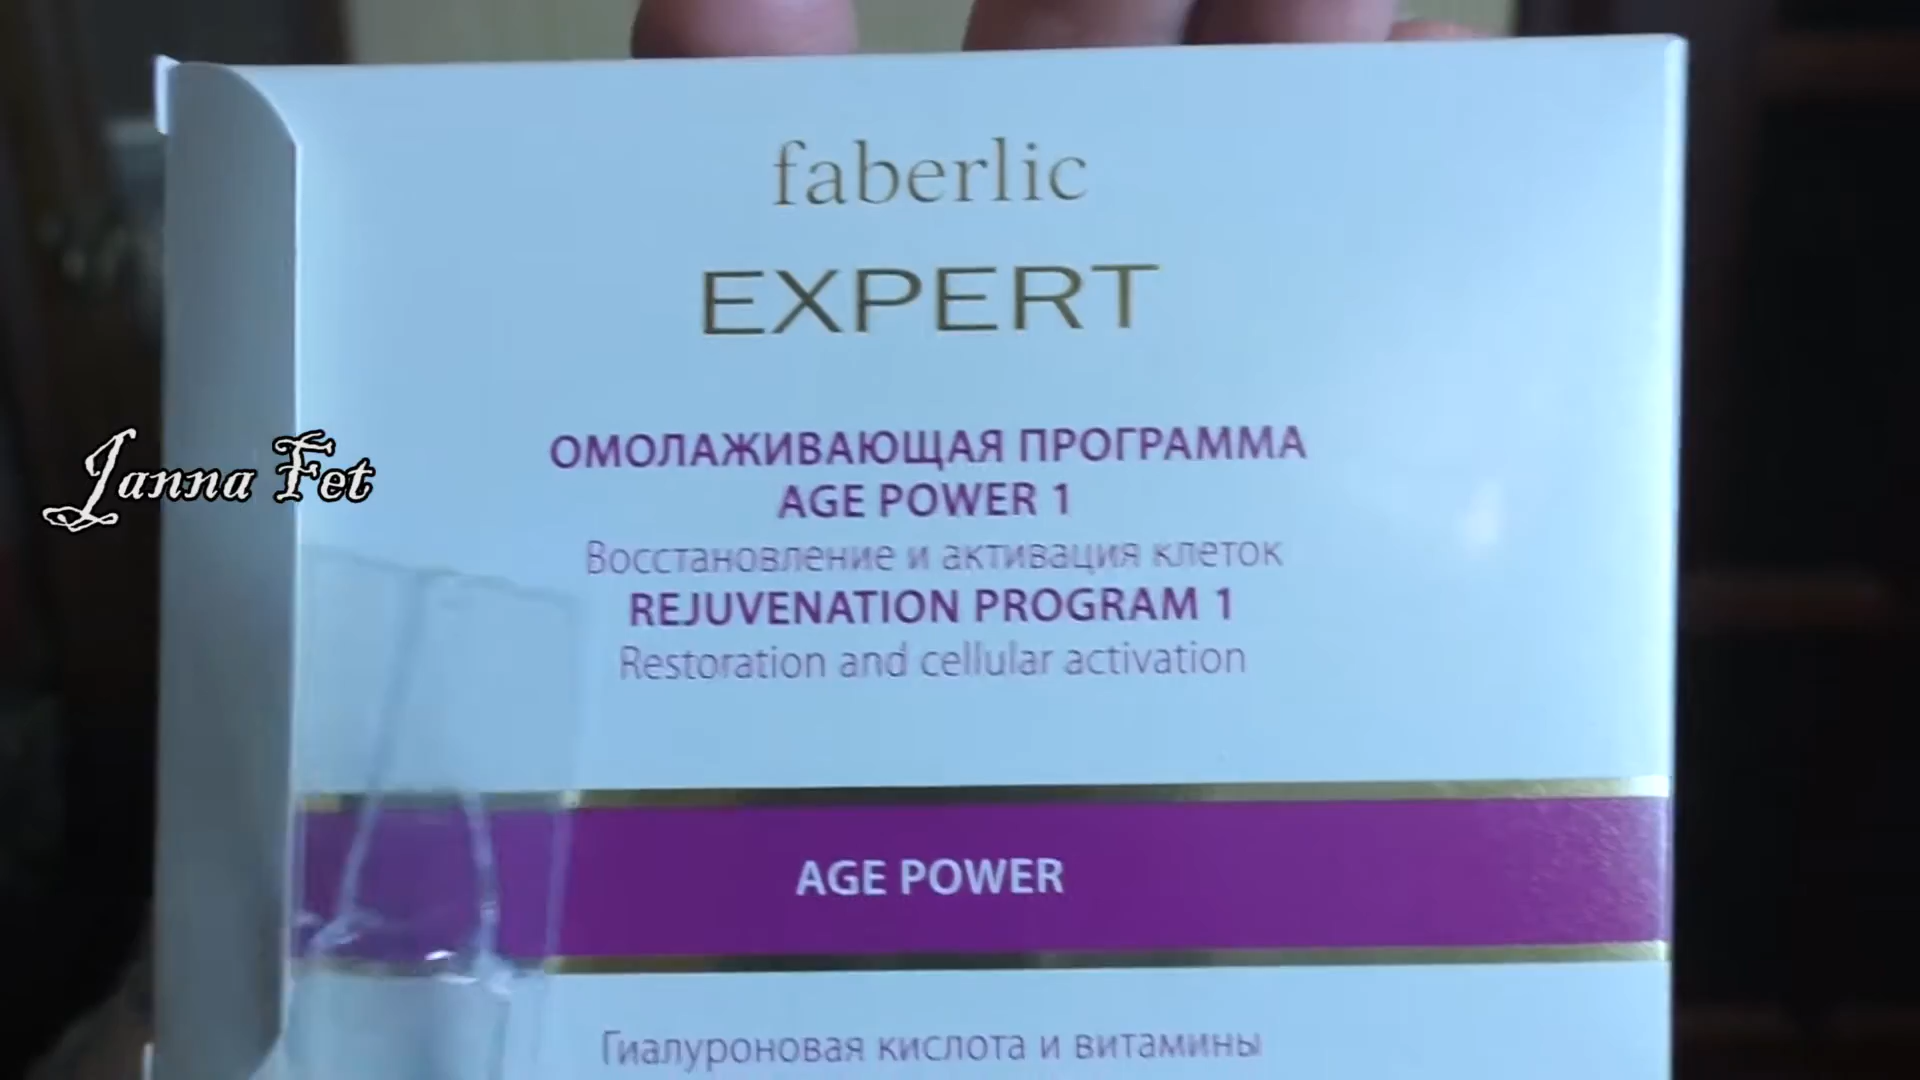 faberlic
EXPERT
ОМОЛАЖИВАЮЩАЯ ПРОГРАММА
AGE POWER 1
Восстановление и активация клеток
REJUVENATION PROGRAM 1
Restoration and cellular activation
Janna Fet
AGE POWER
Гиалуроновая кислота и витамины